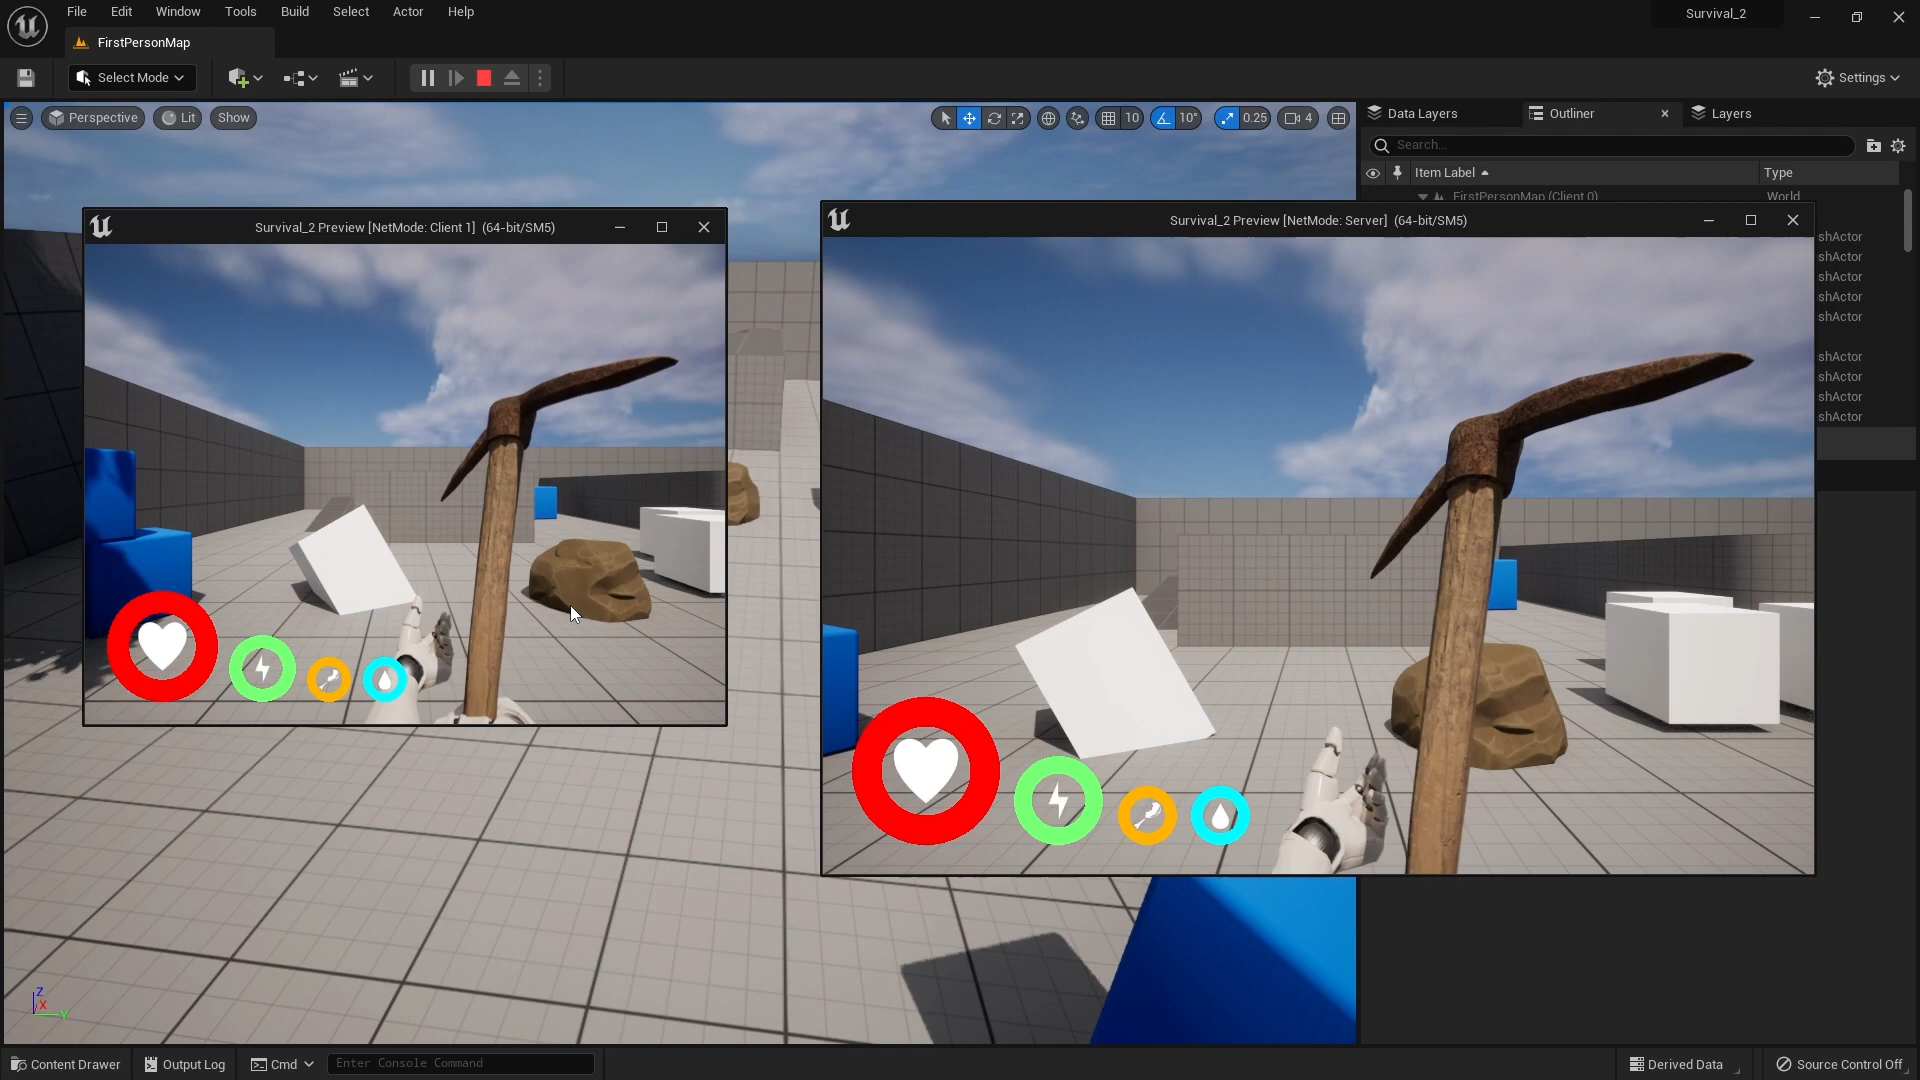 File Edit Window Tools Build Select Actor Help
Survival_2
FirstPersonMap
Select Mode
Settings
Perspective Lit Show
10 10° 0.25 4
Data Layers Outliner Layers
Search...
Item Label Type
FirstPersonMap (Client 0) World
Survival_2 Preview [NetMode: Client 1] (64-bit/SM5)
Survival_2 Preview [NetMode: Server] (64-bit/SM5)
shActor
shActor
shActor
shActor
shActor
shActor
shActor
shActor
shActor
Z
X
Y
Content Drawer Output Log Cmd Enter Console Command Derived Data Source Control Off